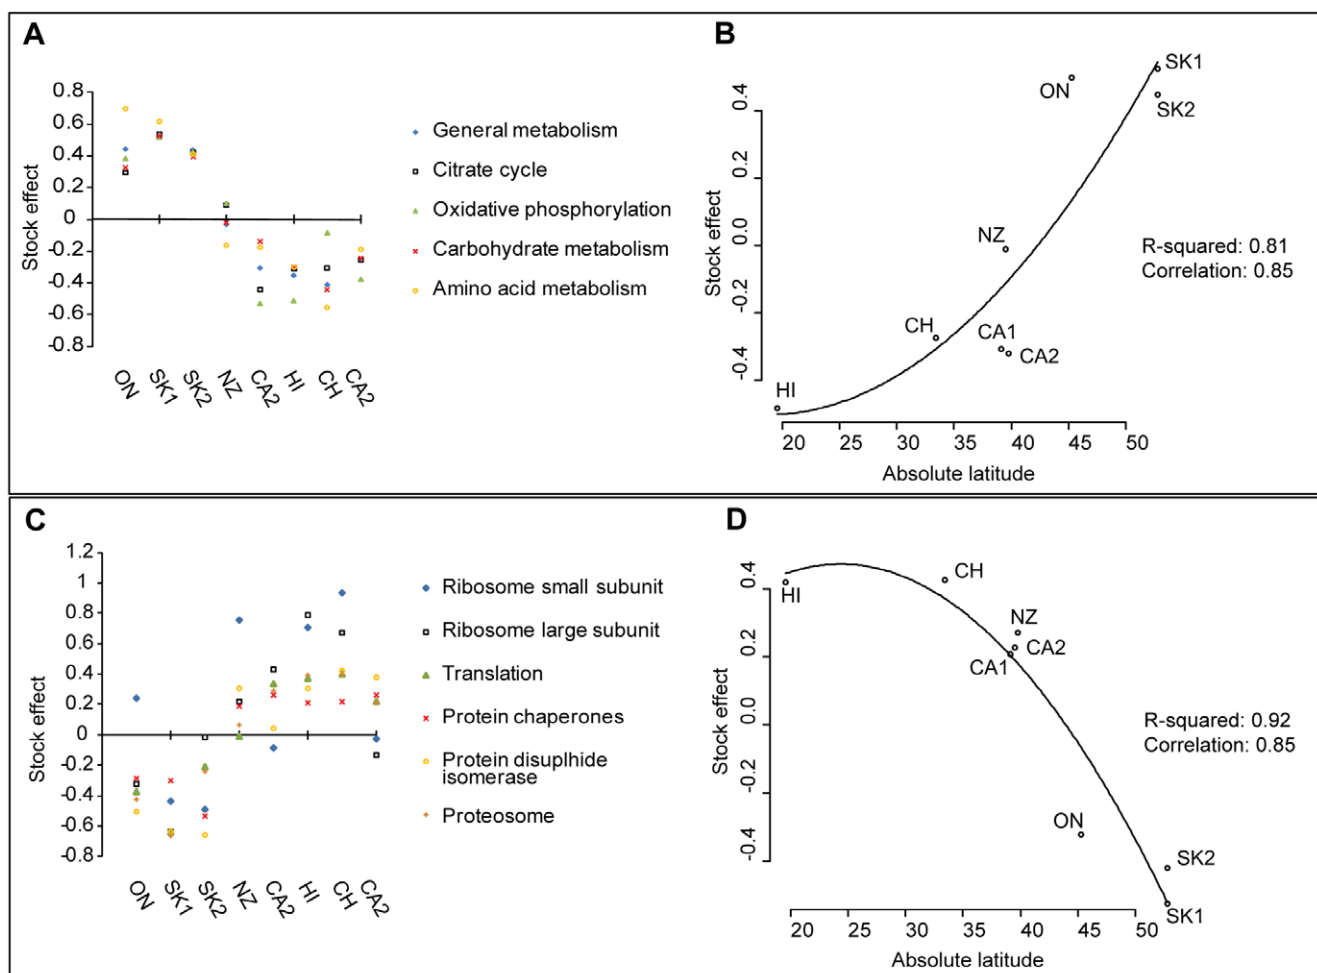 A
0.8
0.6
0.4
0.2
0
-0.2
-0.4
-0.6
-0.8
Stock effect
ON
SK1
SK2
NZ
CA2
HI
CH
CA2
General metabolism
Citrate cycle
Oxidative phosphorylation
Carbohydrate metabolism
Amino acid metabolism
B
0.4
0.2
0.0
-0.2
-0.4
Stock effect
SK1
ON
SK2
NZ
CH
CA1
CA2
HI
R-squared: 0.81
Correlation: 0.85
20 25 30 35 40 45 50
Absolute latitude
C
1.2
1
0.8
0.6
0.4
0.2
0
-0.2
-0.4
-0.6
-0.8
Stock effect
ON
SK1
SK2
NZ
CA2
HI
CH
CA2
Ribosome small subunit
Ribosome large subunit
Translation
Protein chaperones
Protein disuplhide
isomerase
Proteosome
D
0.4
0.2
0.0
-0.2
-0.4
Stock effect
HI
CH
NZ
CA2
CA1
ON
SK2
SK1
R-squared: 0.92
Correlation: 0.85
20 25 30 35 40 45 50
Absolute latitude